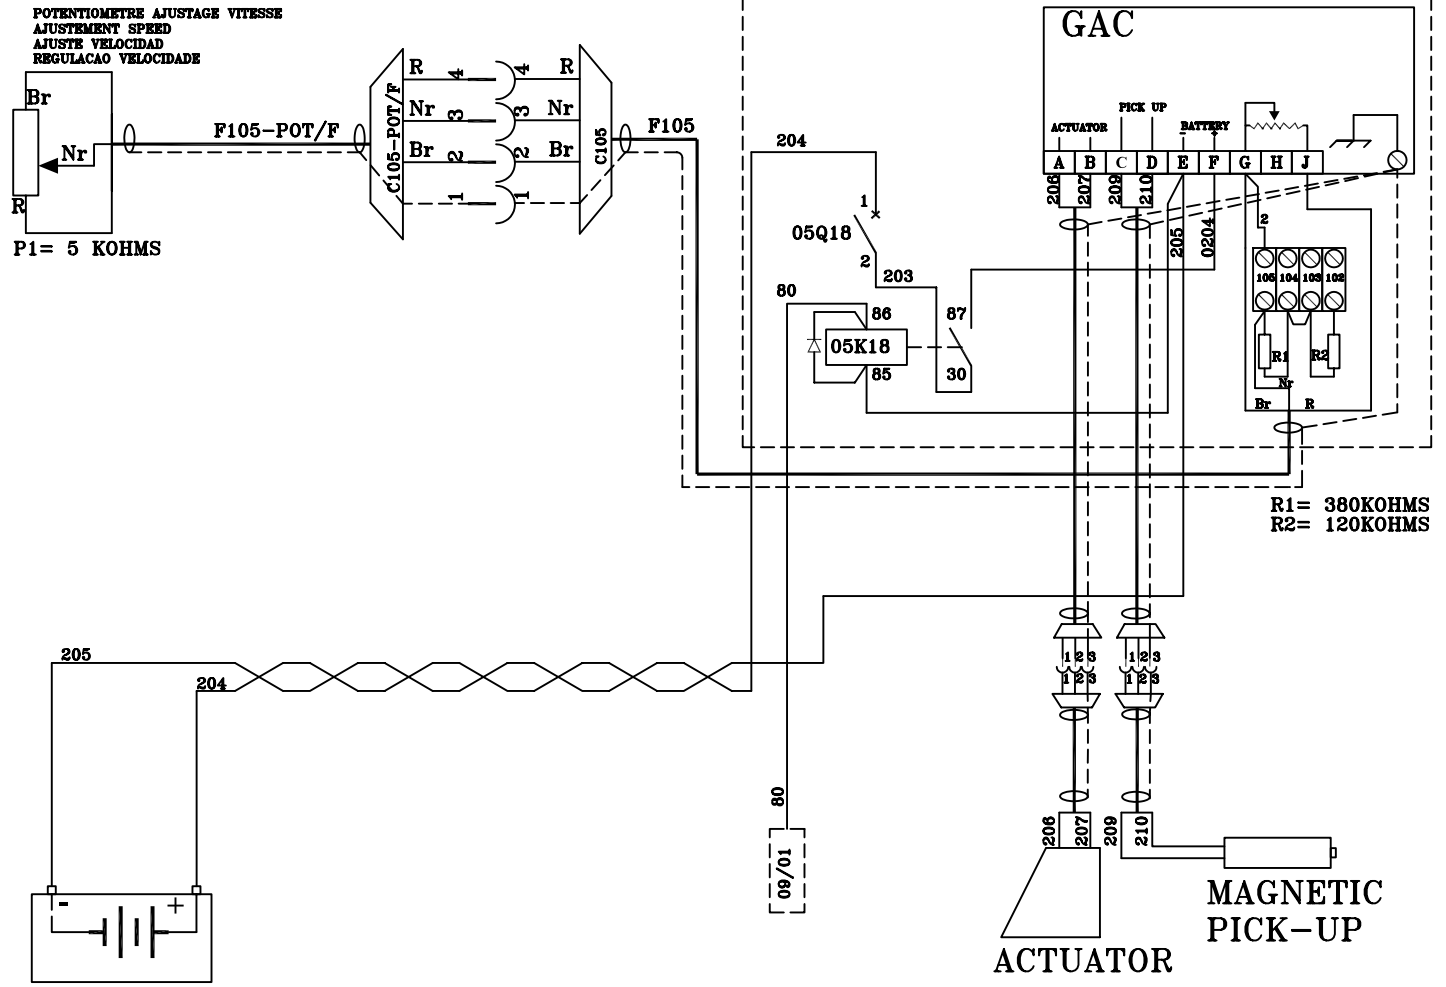 POTENTIOMETRE AJUSTAGE VITESSE
AJUSTEMENT SPEED
AJUSTE VELOCIDAD
REGULACAO VELOCIDADE
Br
Nr
R
P1= 5 KOHMS
F105-POT/F
C105-POT/F
R 4 4 R
Nr 3 3 Nr
Br 2 2 Br
1 1
C105
F105
GAC
PICK UP
ACTUATOR
BATTERY
- +
A B C D E F G H J
206 207 209 210
205 0204
2
105 104 103 102
R1 R2
Nr
Br R
R1= 380KOHMS
R2= 120KOHMS
204
1
05Q18
2
203
80
86
87
05K18
85
30
205
204
1 2 3 1 2 3
1 2 3 1 2 3
80
09/01
206 207 209 210
- +
MAGNETIC
PICK-UP
ACTUATOR